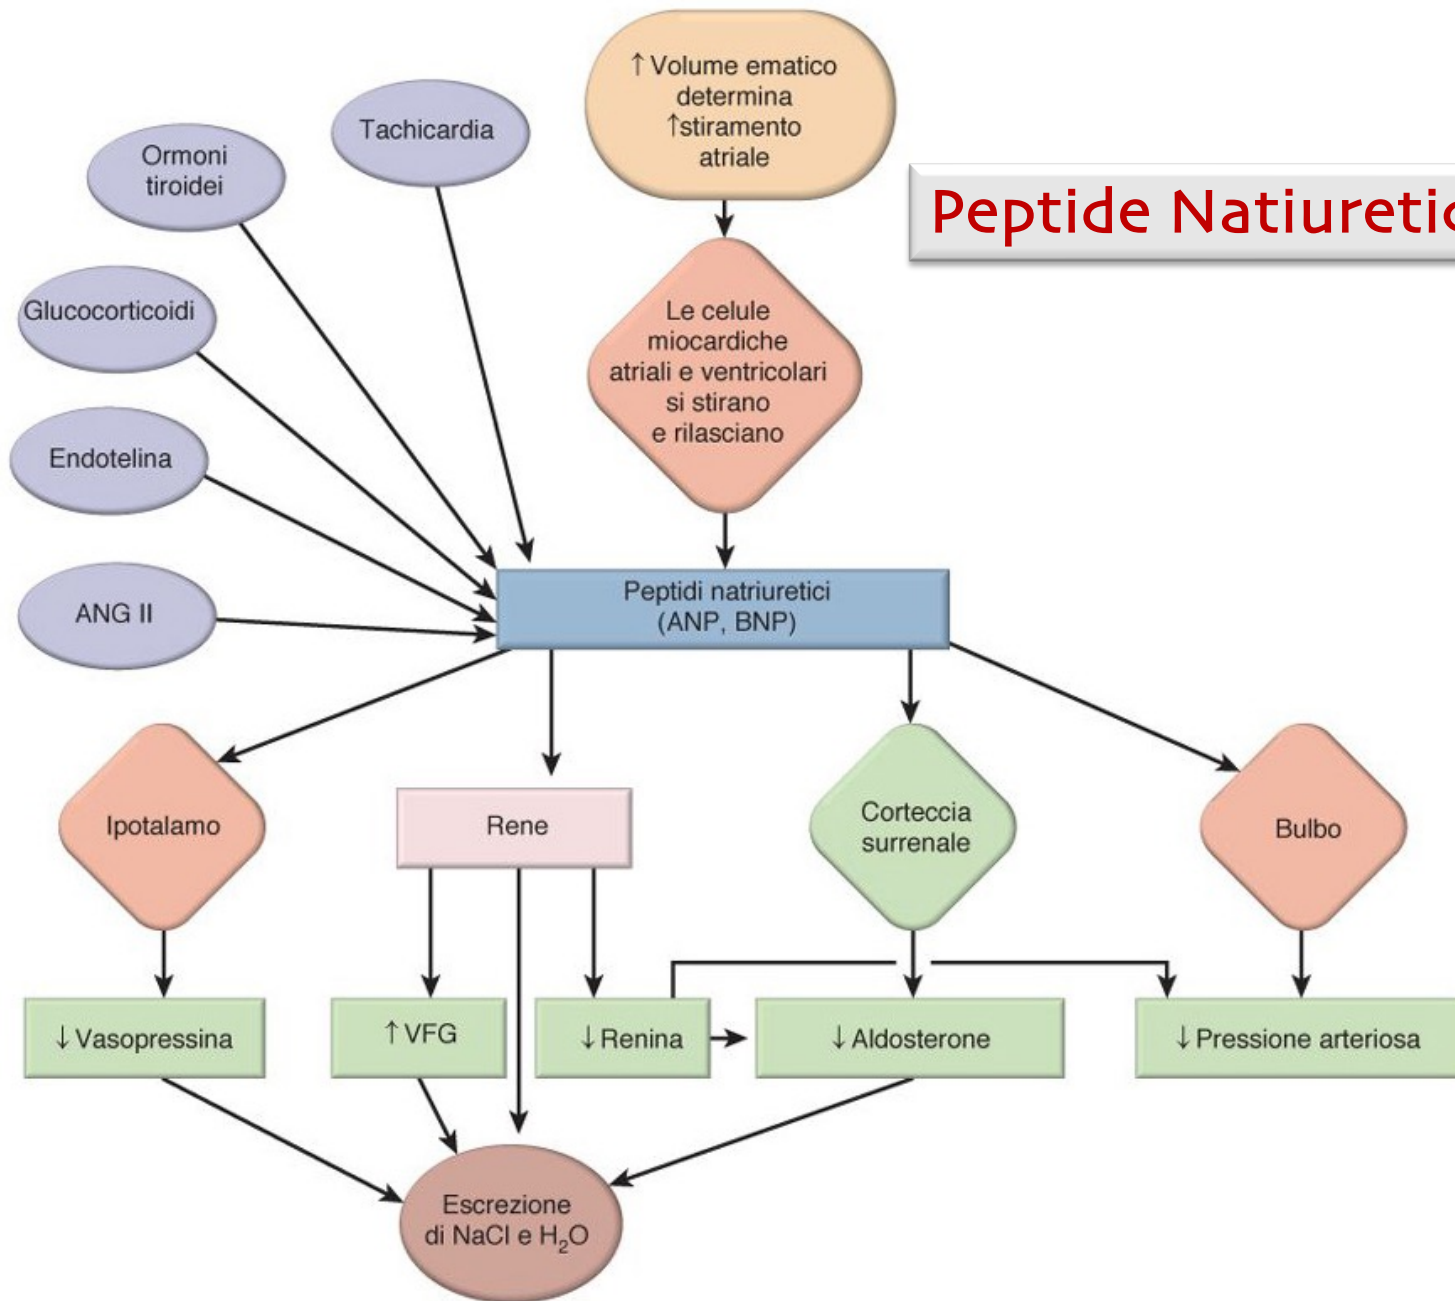 ↑ Volume ematico
determina
↑stiramento
atriale
Tachicardia
Ormoni
tiroidei
Peptide Natiuretic
Glucocorticoidi
Le celule
miocardiche
atriali e ventricolari
si stirano
e rilasciano
Endotelina
ANG II
Peptidi natriuretici
(ANP, BNP)
Ipotalamo
Rene
Corteccia
surrenale
Bulbo
↓ Vasopressina
↑ VFG
↓ Renina
↓ Aldosterone
↓ Pressione arteriosa
Escrezione
di NaCl e H₂O